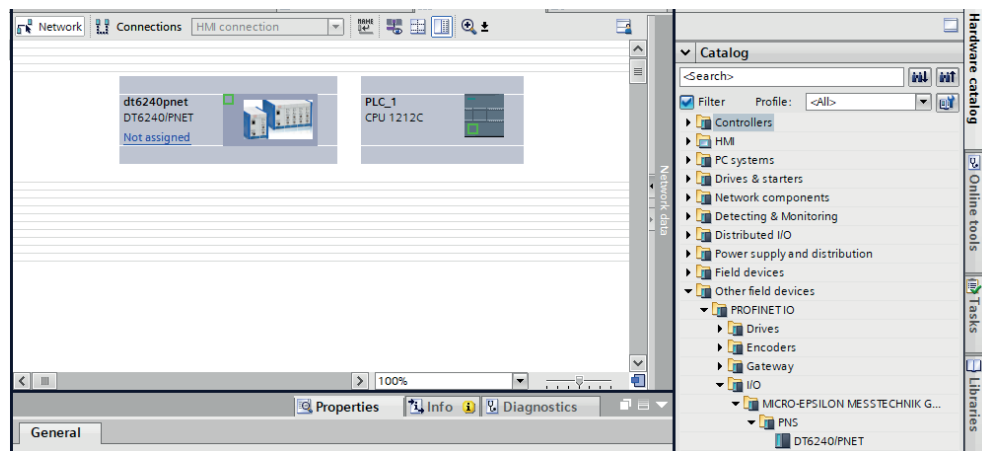 Network Connections HMI connection
NAME
dt6240pnet
DT6240/PNET
Not assigned
PLC_1
CPU 1212C
Network data
100%
Properties Info Diagnostics
General
Catalog
<Search>
Filter Profile: <All>
Controllers
HMI
PC systems
Drives & starters
Network components
Detecting & Monitoring
Distributed I/O
Power supply and distribution
Field devices
Other field devices
PROFINET IO
Drives
Encoders
Gateway
I/O
MICRO-EPSILON MESSTECHNIK G...
PNS
DT6240/PNET
Hardware catalog
Online tools
Tasks
Libraries